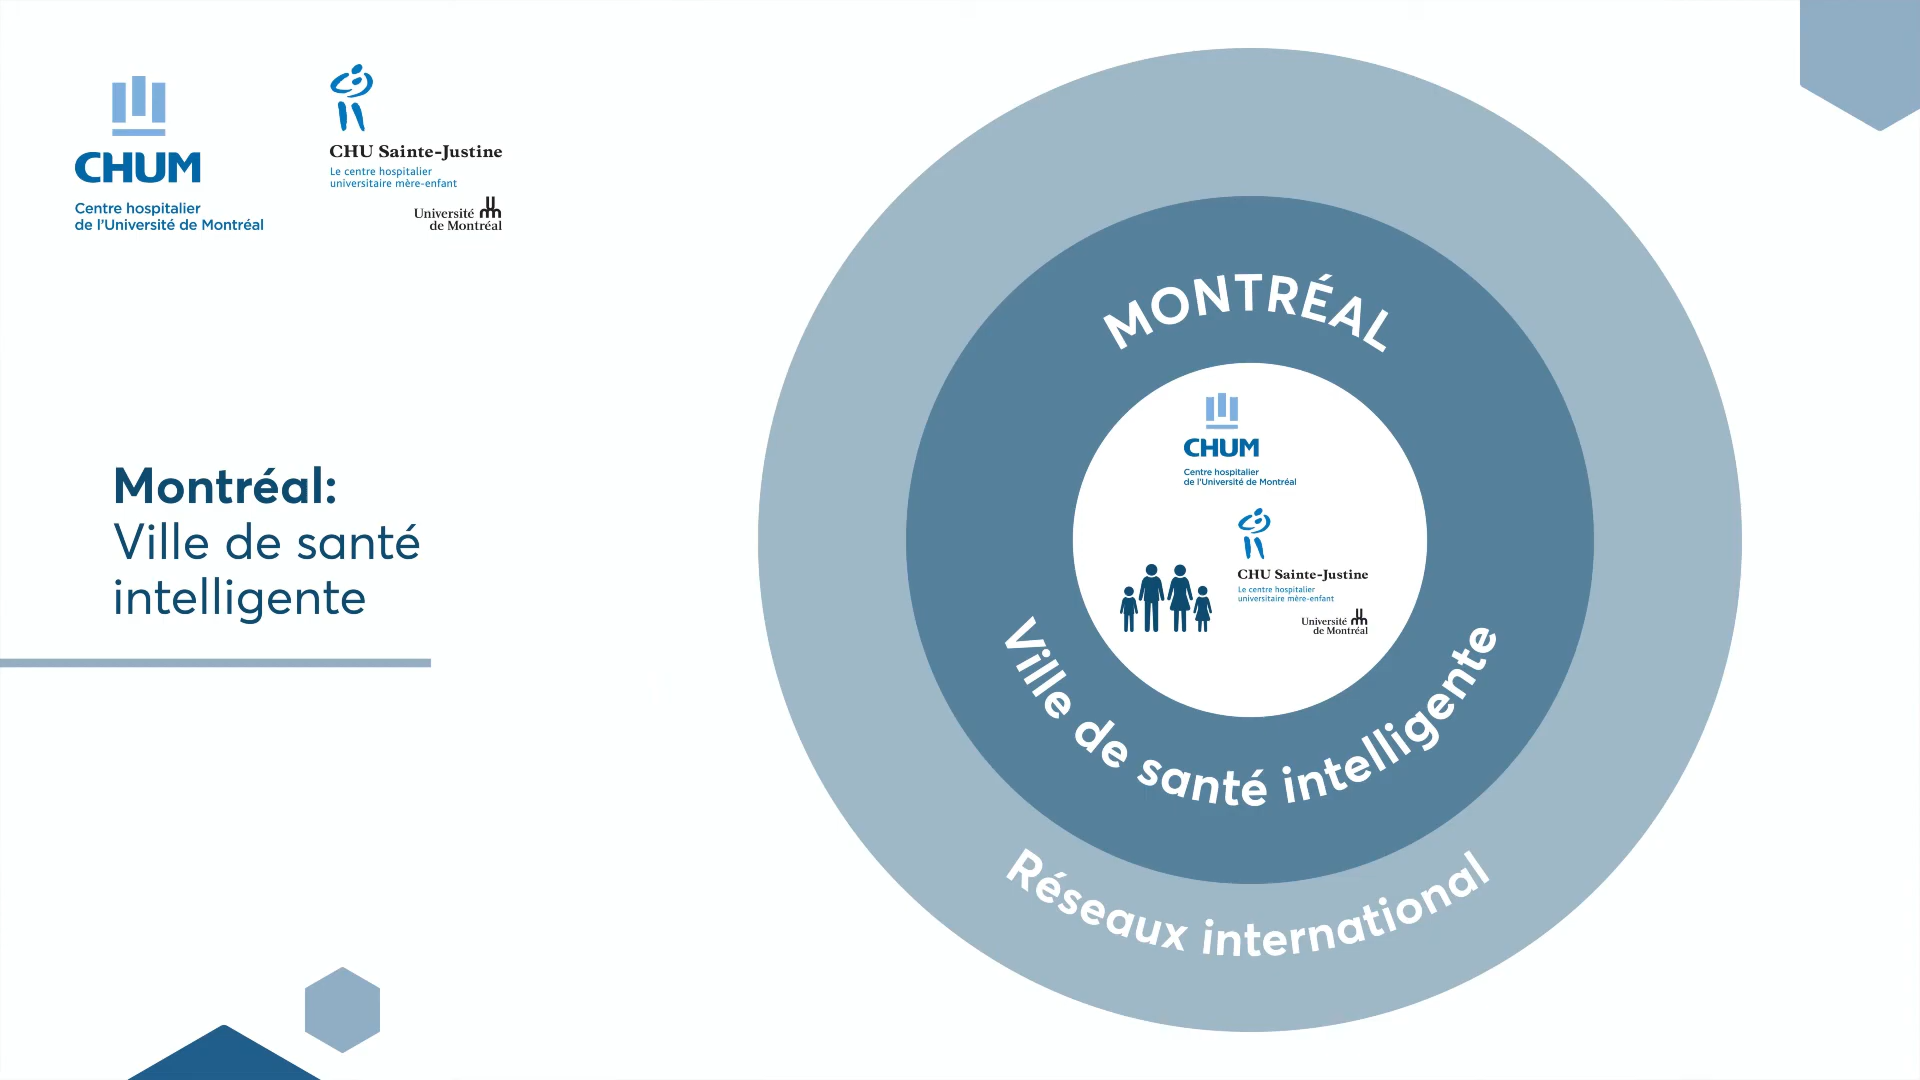 CHUM
Centre hospitalier
de l'Université de Montréal
CHU Sainte-Justine
Le centre hospitalier
universitaire mère-enfant
Université
de Montréal
Montréal:
Ville de santé
intelligente
MONTRÉAL
CHUM
Centre hospitalier
de l'Université de Montréal
CHU Sainte-Justine
Le centre hospitalier
universitaire mère-enfant
Université
de Montréal
Ville de santé intelligente
Réseaux international